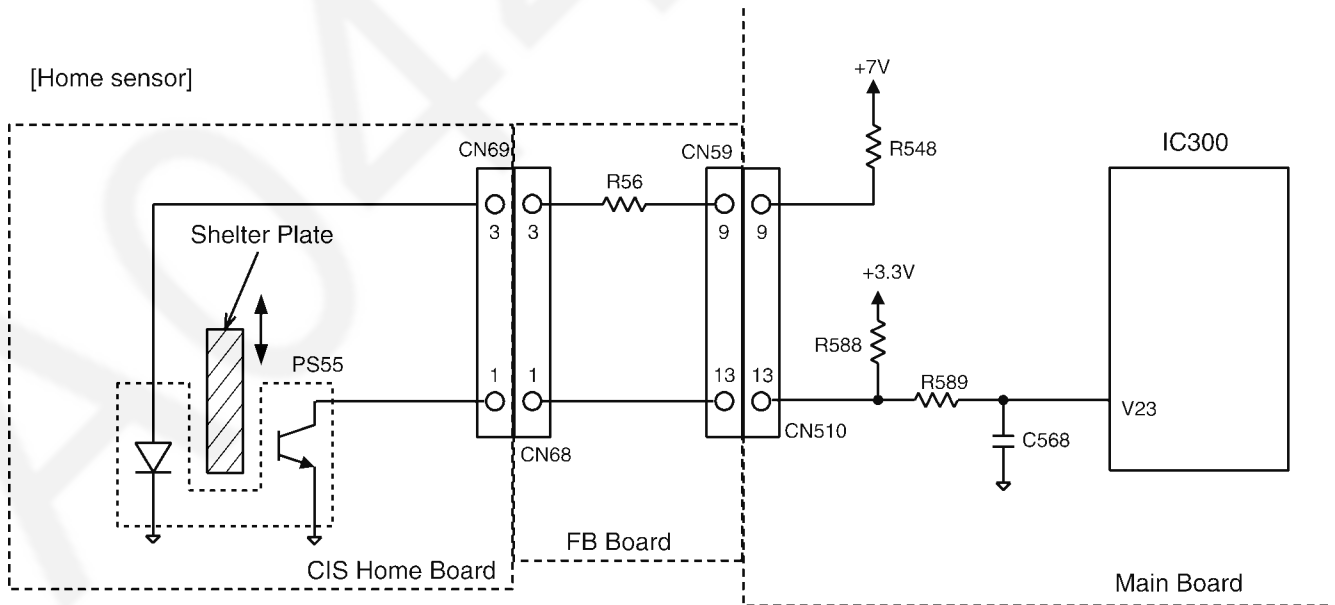 [Home sensor]
+7V
R548
IC300
CN69
CN59
R56
3
3
9
9
Shelter Plate
+3.3V
R588
PS55
1
1
13
13
R589
V23
CN510
C568
CN68
FB Board
CIS Home Board
Main Board
A04